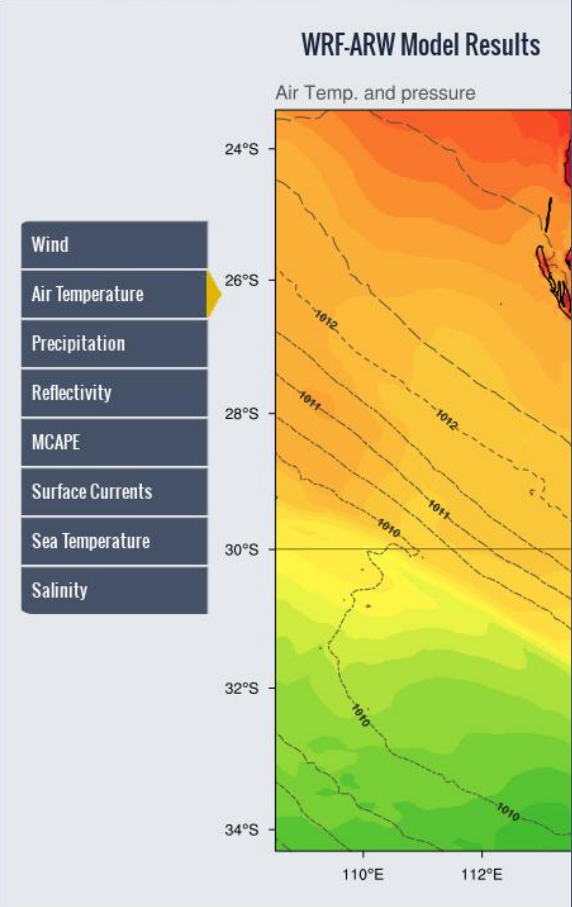 WRF-ARW Model Results
Air Temp. and pressure
Wind
Air Temperature
Precipitation
Reflectivity
MCAPE
Surface Currents
Sea Temperature
Salinity
24°S
26°S
1012
28°S
1011
1012
1011
1010
30°S
32°S
1010
1010
34°S
110°E 112°E